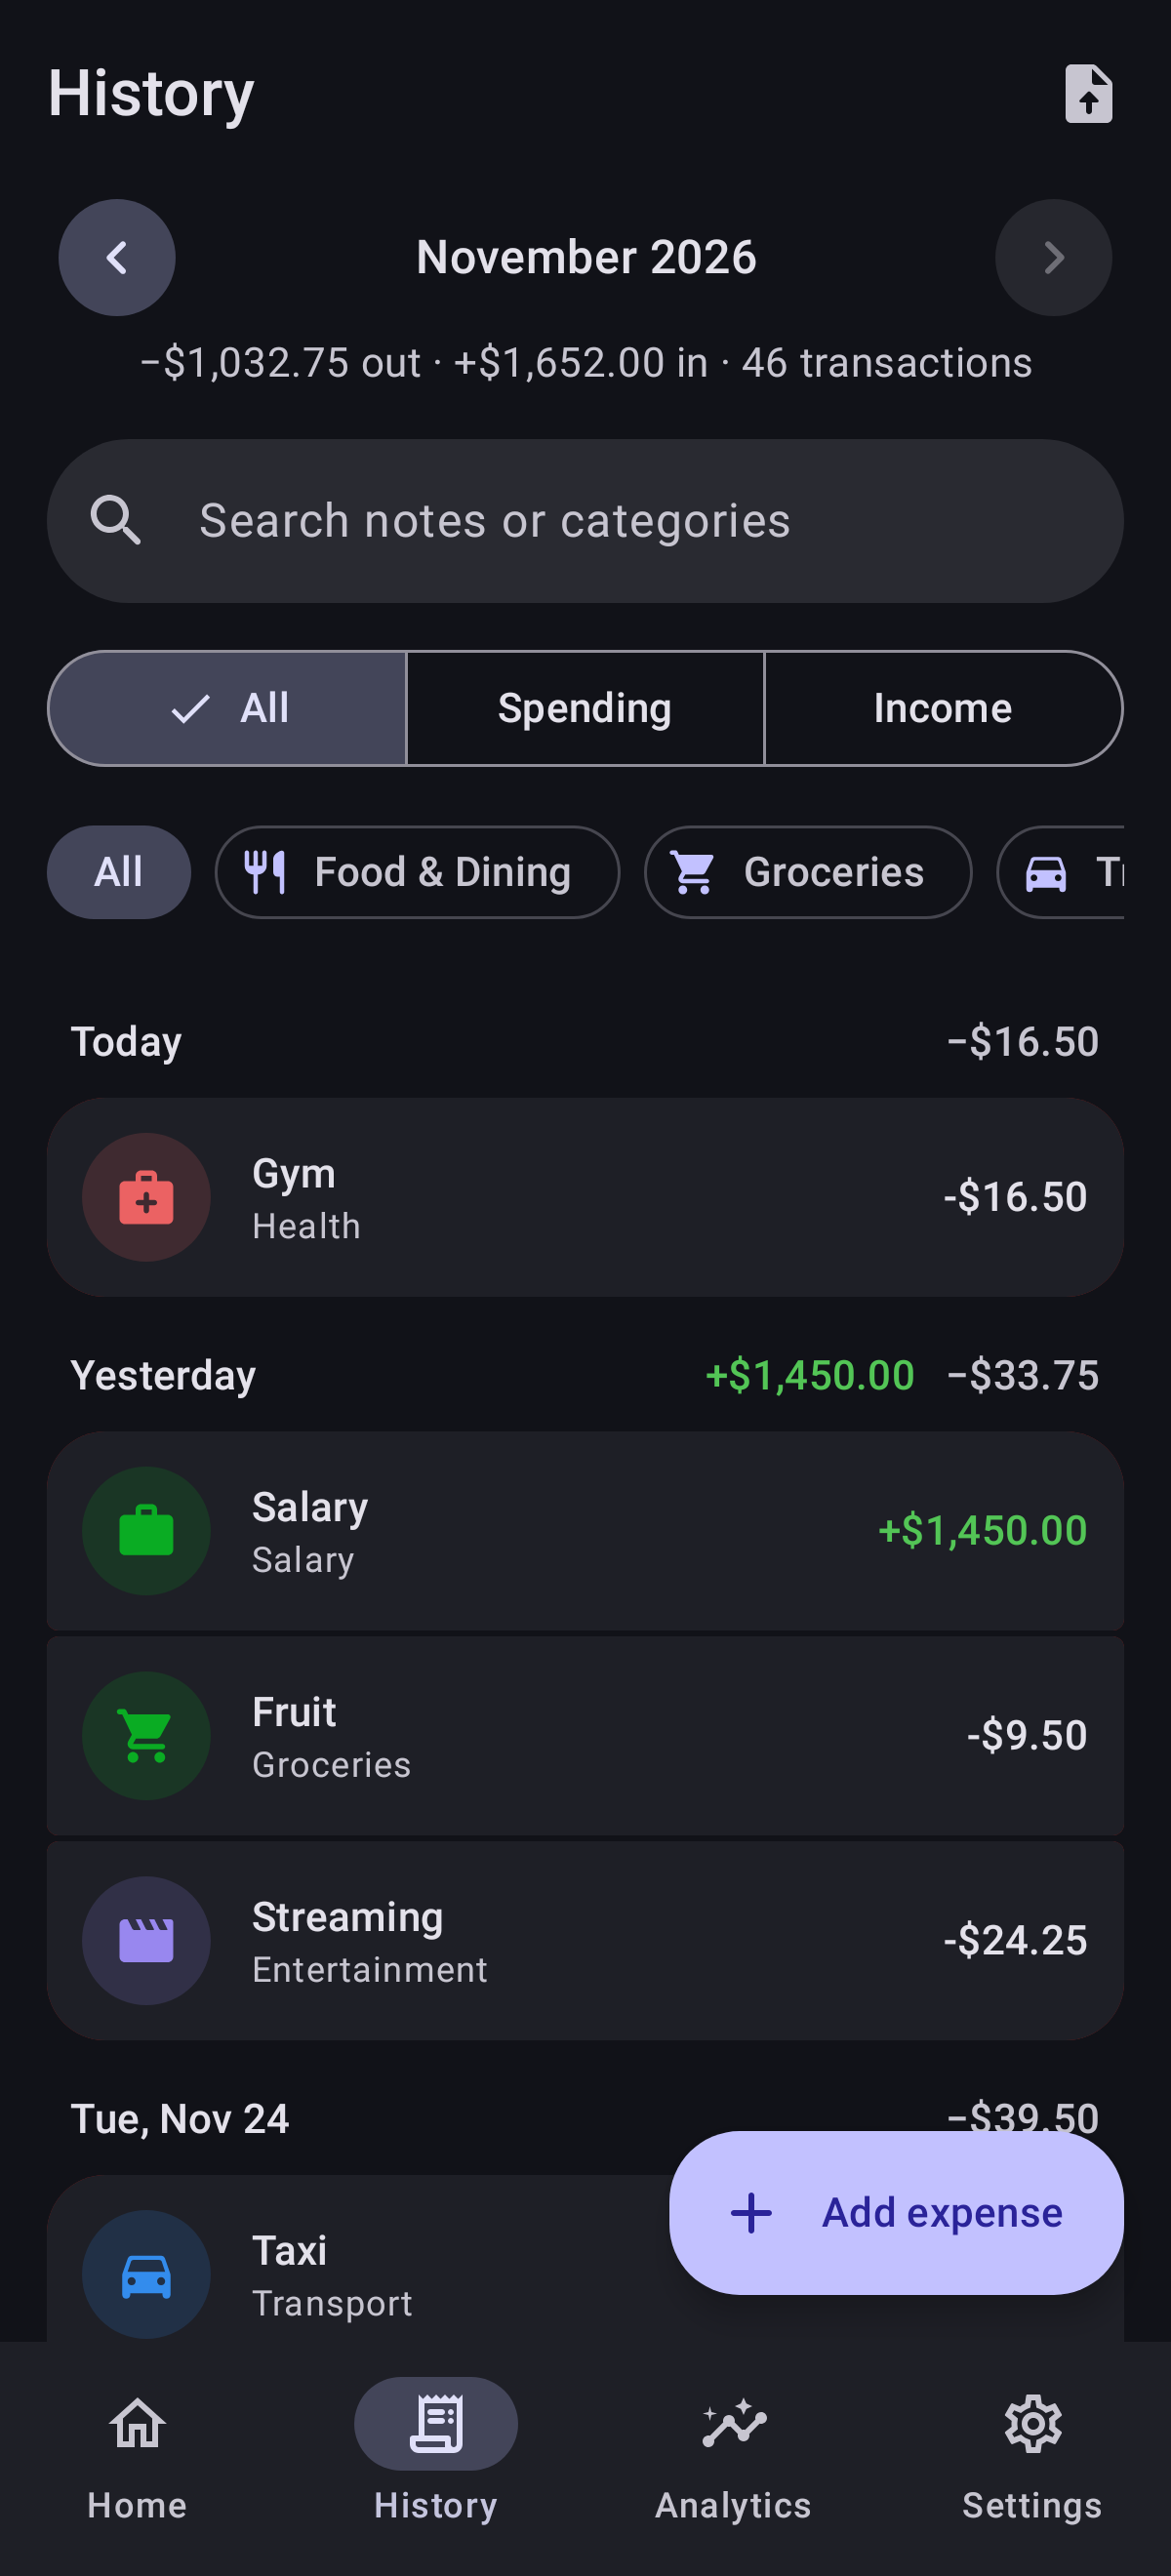 History
November 2026
−$1,032.75 out · +$1,652.00 in · 46 transactions
Search notes or categories
All
Spending
Income
All
Food & Dining
Groceries
Today
−$16.50
Gym
Health
-$16.50
Yesterday
+$1,450.00 −$33.75
Salary
Salary
+$1,450.00
Fruit
Groceries
-$9.50
Streaming
Entertainment
-$24.25
Tue, Nov 24
−$39.50
Add expense
Taxi
Transport
Home
History
Analytics
Settings